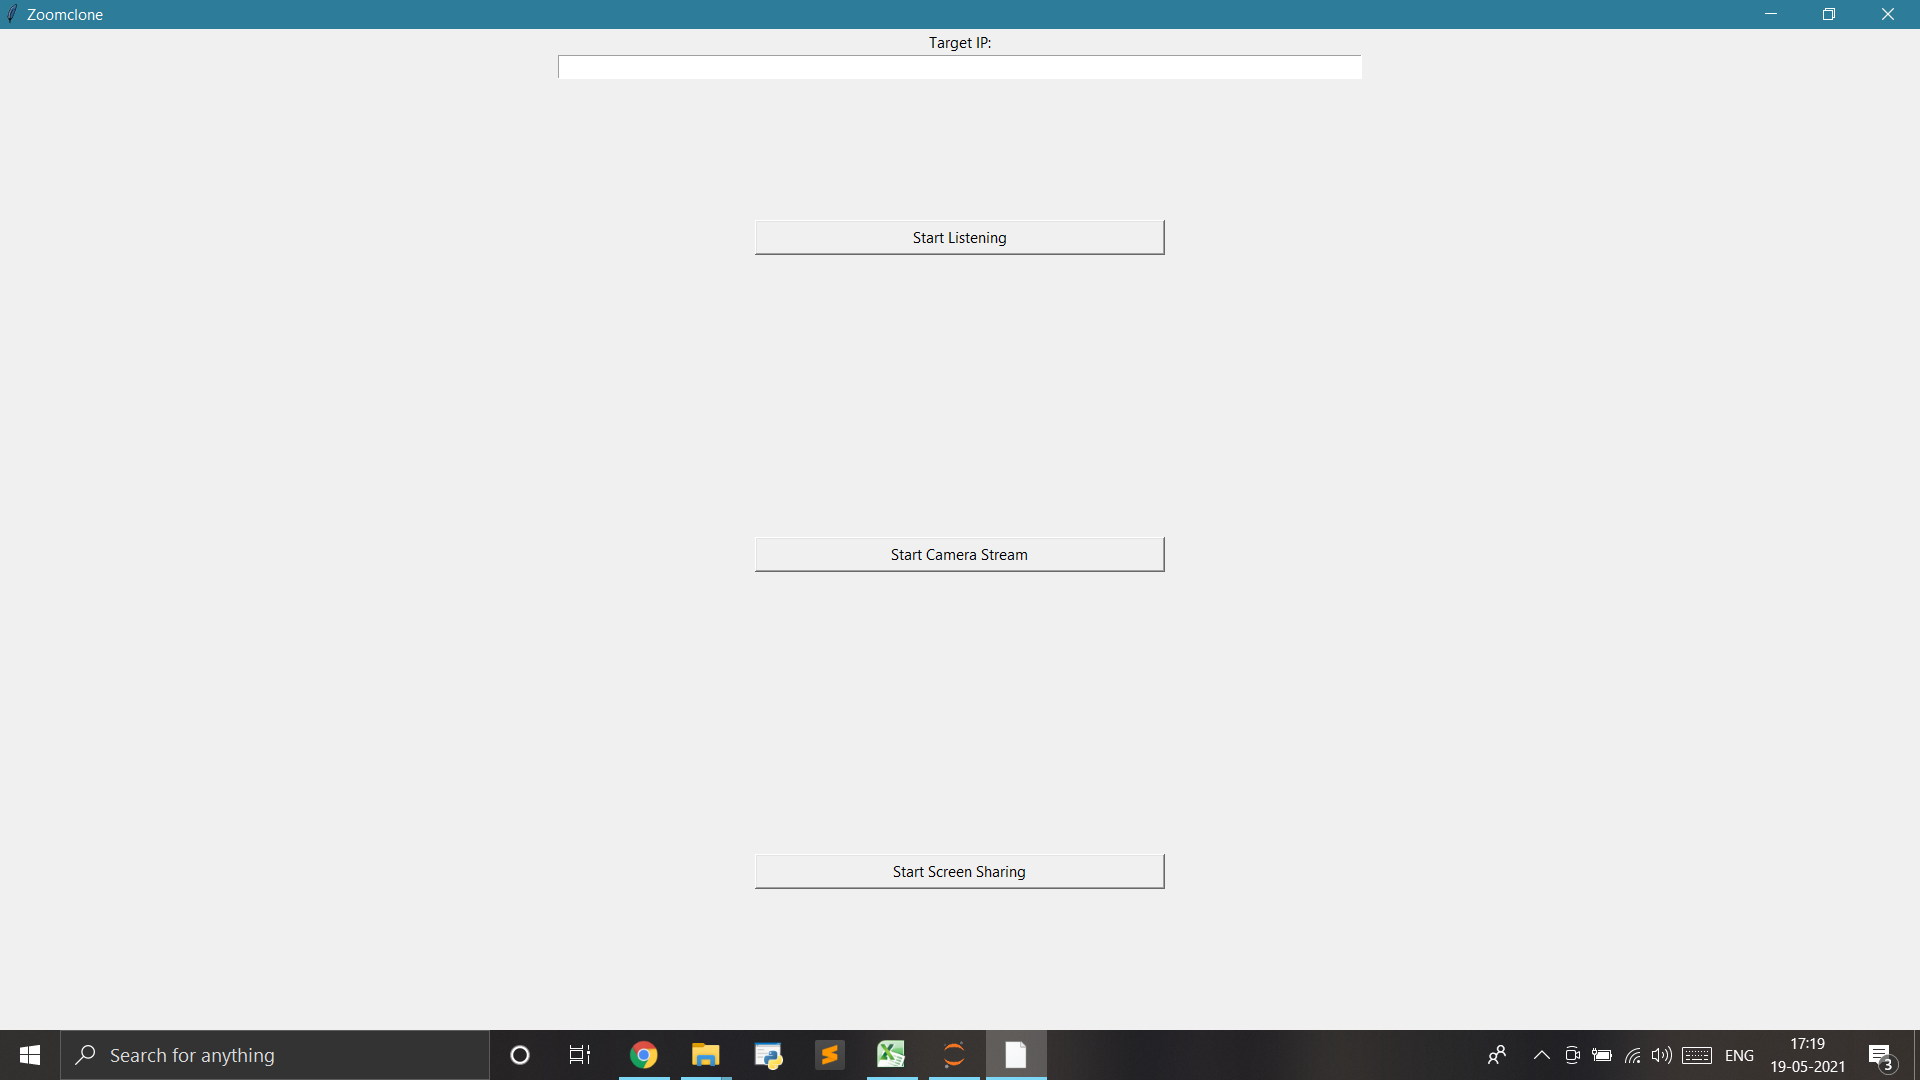 Zoomclone
Target IP:
Start Listening
Start Camera Stream
Start Screen Sharing
Search for anything
ENG
17:19
19-05-2021
3